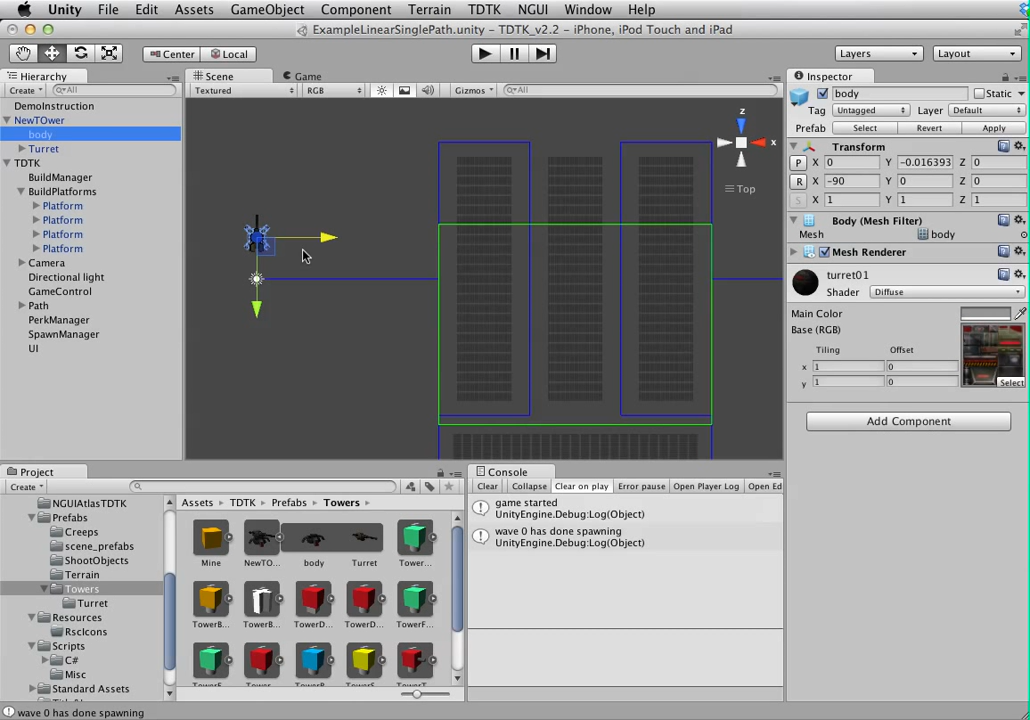 Unity File Edit Assets GameObject Component Terrain TDTK NGUI Window Help
ExampleLinearSinglePath.unity - TDTK_v2.2 - iPhone, iPod Touch and iPad
Center Local Layers Layout
Hierarchy
Create All
DemoInstruction
NewTOwer
body
Turret
TDTK
BuildManager
BuildPlatforms
Platform
Platform
Platform
Platform
Camera
Directional light
GameControl
Path
PerkManager
SpawnManager
UI
Scene Game
Textured RGB Gizmos All
z
x
Top
Inspector
body Static
Tag Untagged Layer Default
Prefab Select Revert Apply
Transform
P X 0 Y -0.016393 Z 0
R X -90 Y 0 Z 0
S X 1 Y 1 Z 1
Body (Mesh Filter)
Mesh body
Mesh Renderer
turret01
Shader Diffuse
Main Color
Base (RGB)
Tiling Offset
x 1 0
y 1 0
Select
Add Component
Project
Create
NGUIAtlasTDTK
Prefabs
Creeps
scene_prefabs
ShootObjects
Terrain
Towers
Turret
Resources
RscIcons
Scripts
C#
Misc
Standard Assets
Assets Lib TDTK Prefabs Towers
Mine NewTO... body Turret Tower...
TowerB... TowerB... TowerD... TowerD... TowerF...
Console
Clear Collapse Clear on play Error pause Open Player Log Open Ed
game started
UnityEngine.Debug:Log(Object)
wave 0 has done spawning
UnityEngine.Debug:Log(Object)
wave 0 has done spawning